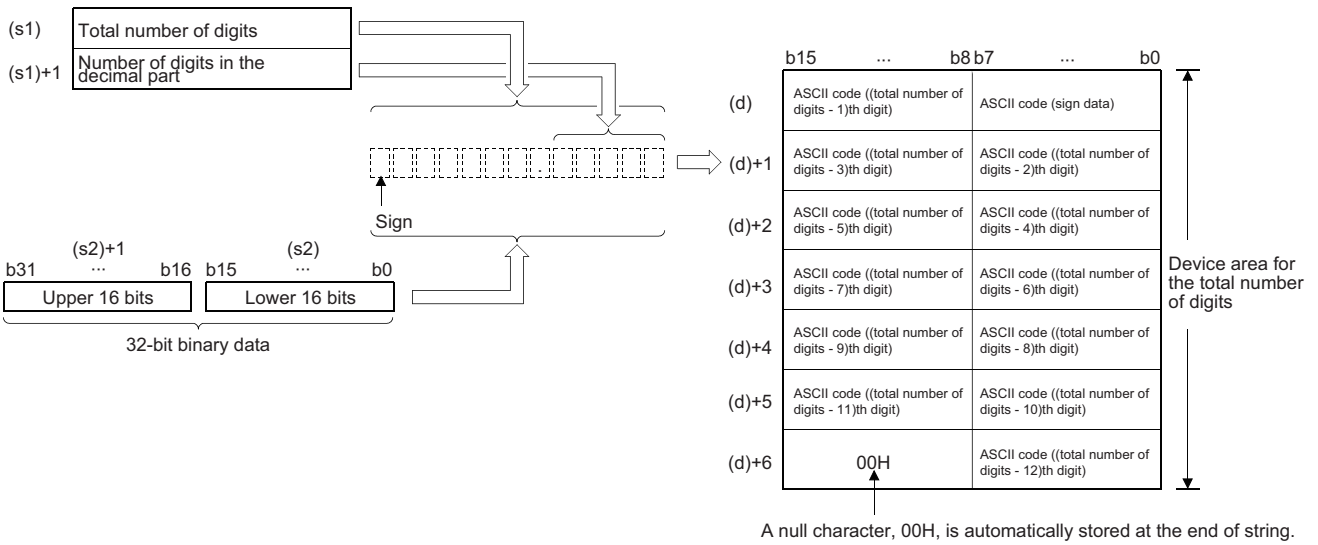 (s1) Total number of digits
(s1)+1 Number of digits in the
decimal part
.
Sign
(s2)+1 (s2)
b31 ... b16 b15 ... b0
Upper 16 bits Lower 16 bits
32-bit binary data
b15 ... b8 b7 ... b0
(d)
ASCII code ((total number of
digits - 1)th digit)
ASCII code (sign data)
(d)+1
ASCII code ((total number of
digits - 3)th digit)
ASCII code ((total number of
digits - 2)th digit)
(d)+2
ASCII code ((total number of
digits - 5)th digit)
ASCII code ((total number of
digits - 4)th digit)
(d)+3
ASCII code ((total number of
digits - 7)th digit)
ASCII code ((total number of
digits - 6)th digit)
(d)+4
ASCII code ((total number of
digits - 9)th digit)
ASCII code ((total number of
digits - 8)th digit)
(d)+5
ASCII code ((total number of
digits - 11)th digit)
ASCII code ((total number of
digits - 10)th digit)
(d)+6
00H
ASCII code ((total number of
digits - 12)th digit)
Device area for
the total number
of digits
A null character, 00H, is automatically stored at the end of string.